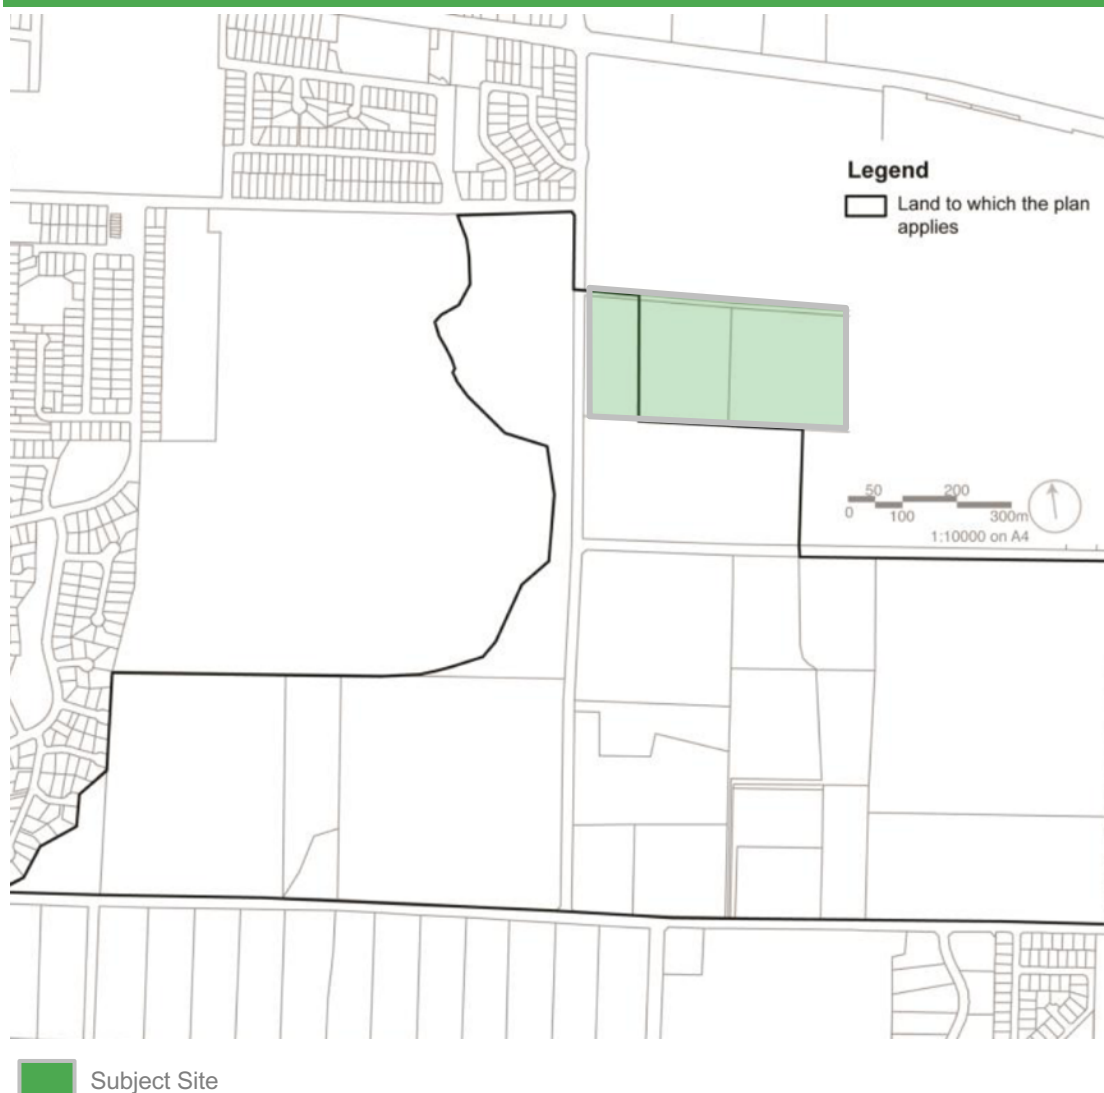 Legend
Land to which the plan
applies
50 200
0 100 300m
1:10000 on A4
Subject Site